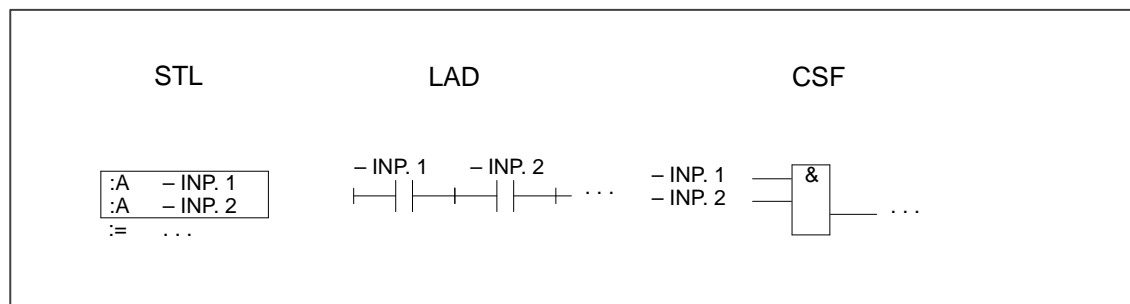 STL LAD CSF
– INP. 1 – INP. 2
:A – INP. 1
:A – INP. 2
:= . . .
. . .
– INP. 1 &
– INP. 2
. . .